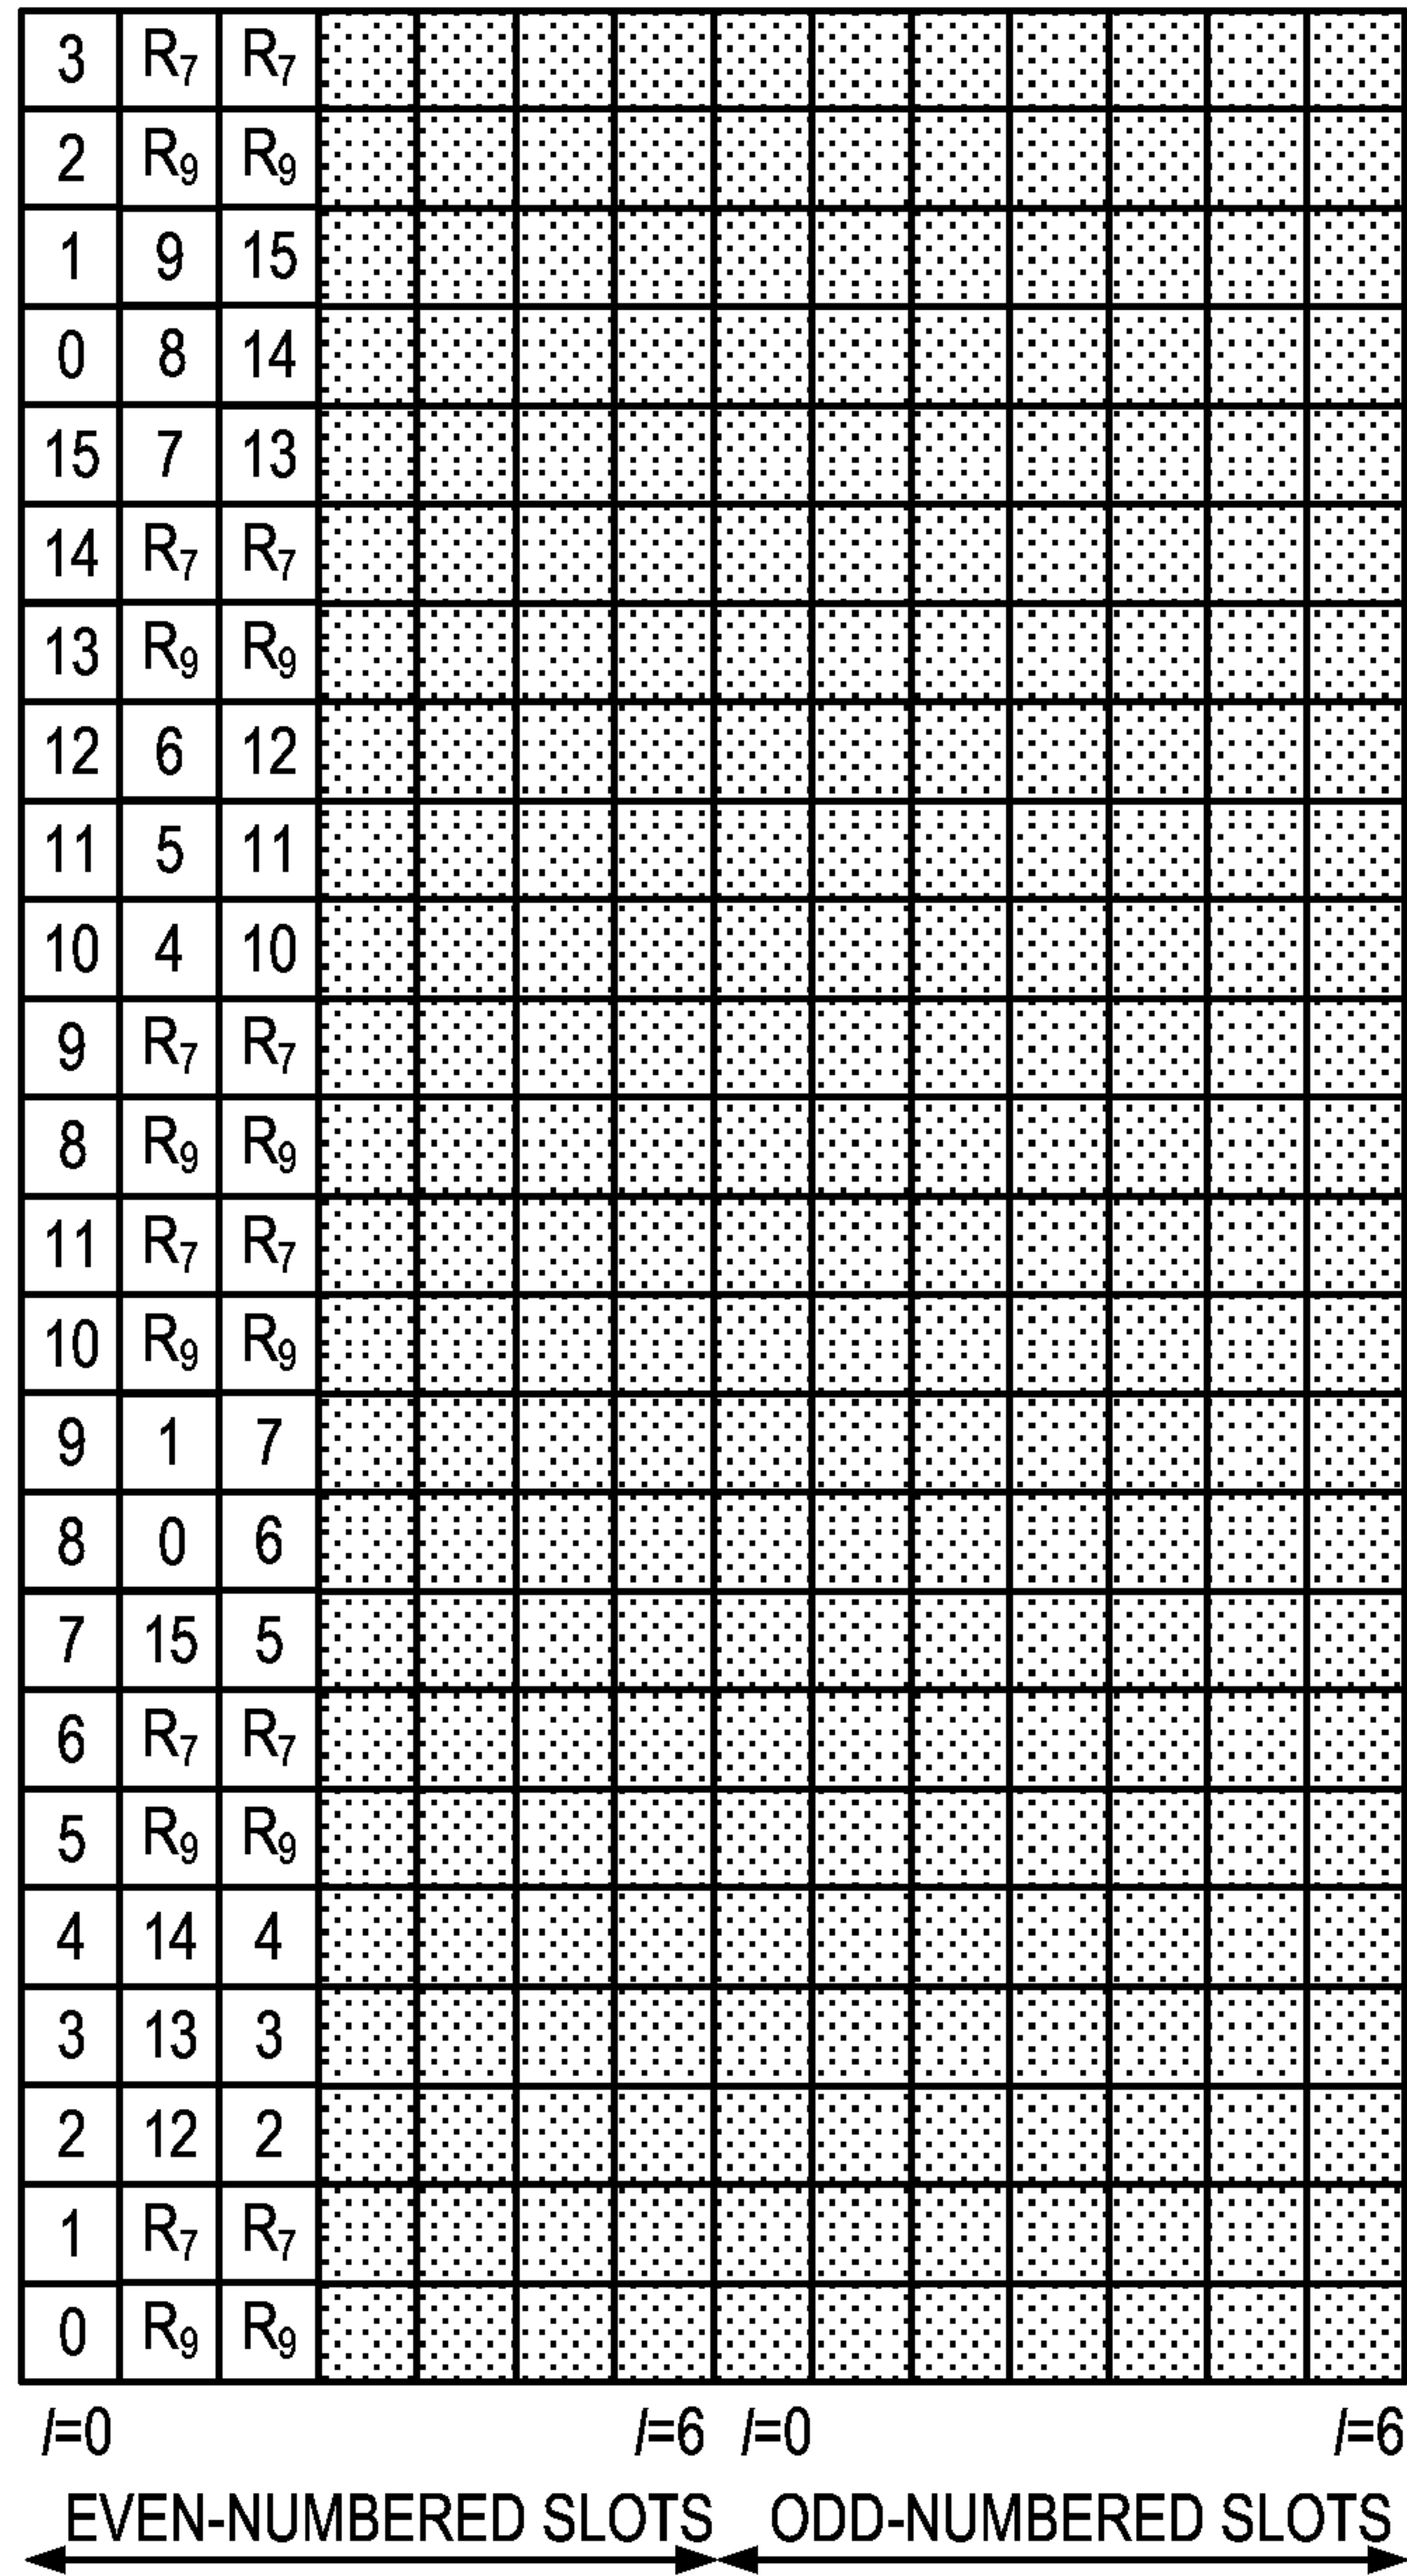 3 R7 R7
2 R9 R9
1 9 15
0 8 14
15 7 13
14 R7 R7
13 R9 R9
12 6 12
11 5 11
10 4 10
9 R7 R7
8 R9 R9
11 R7 R7
10 R9 R9
9 1 7
8 0 6
7 15 5
6 R7 R7
5 R9 R9
4 14 4
3 13 3
2 12 2
1 R7 R7
0 R9 R9
l=0 l=6 l=0 l=6
EVEN-NUMBERED SLOTS ODD-NUMBERED SLOTS